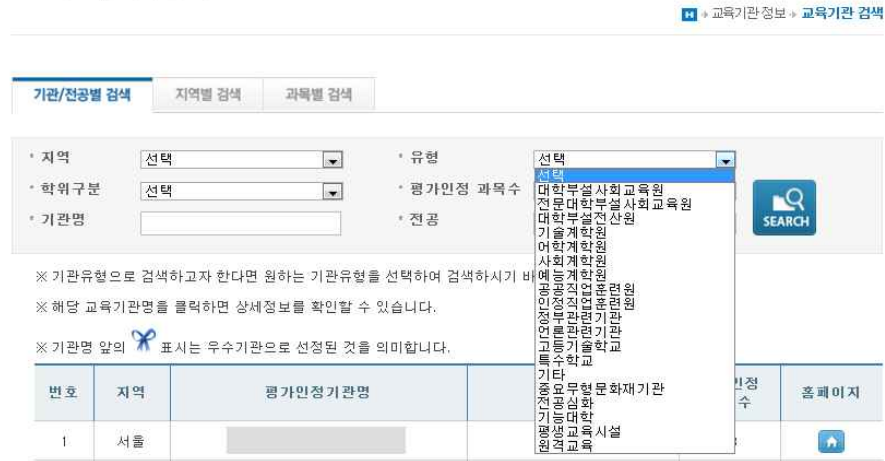 교육기관정보 교육기관 검색
기관/전공별 검색 지역별 검색 과목별 검색
지역 선택 유형 선택
학위구분 선택 평가인정 과목수
기관명 전공
SEARCH
선택
대학부설사회교육원
전문대학부설사회교육원
대학부설전산원
기술계학원
어학계학원
사회계학원
예능계학원
공공직업훈련원
인정직업훈련원
정부관련기관
언론관련기관
고등기술학교
특수학교
기타
중요무형문화재기관
전공심화
기능대학
평생교육시설
원격교육
※ 기관유형으로 검색하고자 한다면 원하는 기관유형을 선택하여 검색하시기
※ 해당 교육기관명을 클릭하면 상세정보를 확인할 수 있습니다.
※ 기관명 앞의 표시는 우수기관으로 선정된 것을 의미합니다.
번호 지역 평가인정기관명 인정 수 홈페이지
1 서울